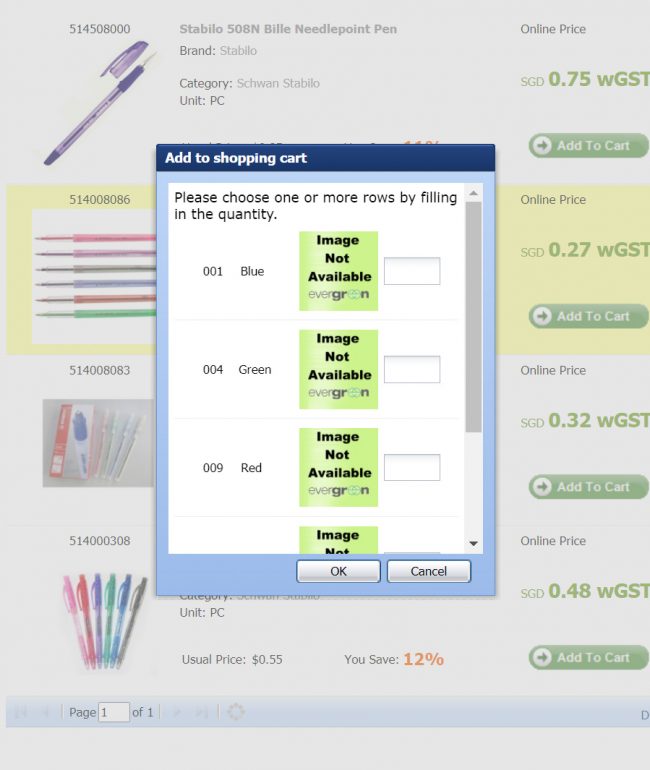 514508000 Stabilo 508N Bille Needlepoint Pen Online Price
Brand: Stabilo
SGD 0.75 wGST
Category: Schwan Stabilo
Unit: PC
11%
Add To Cart
Add to shopping cart
Please choose one or more rows by filling
in the quantity.
514008086 Online Price
SGD 0.27 wGST
Add To Cart
001 Blue
Image
Not
Available
evergreen
004 Green
Image
Not
Available
evergreen
514008083 Online Price
SGD 0.32 wGST
Add To Cart
009 Red
Image
Not
Available
evergreen
Image
Not
OK Cancel
514000308 Online Price
SGD 0.48 wGST
Category: Schwan Stabilo
Unit: PC
Usual Price: $0.55 You Save: 12%
Add To Cart
Page 1 of 1
D